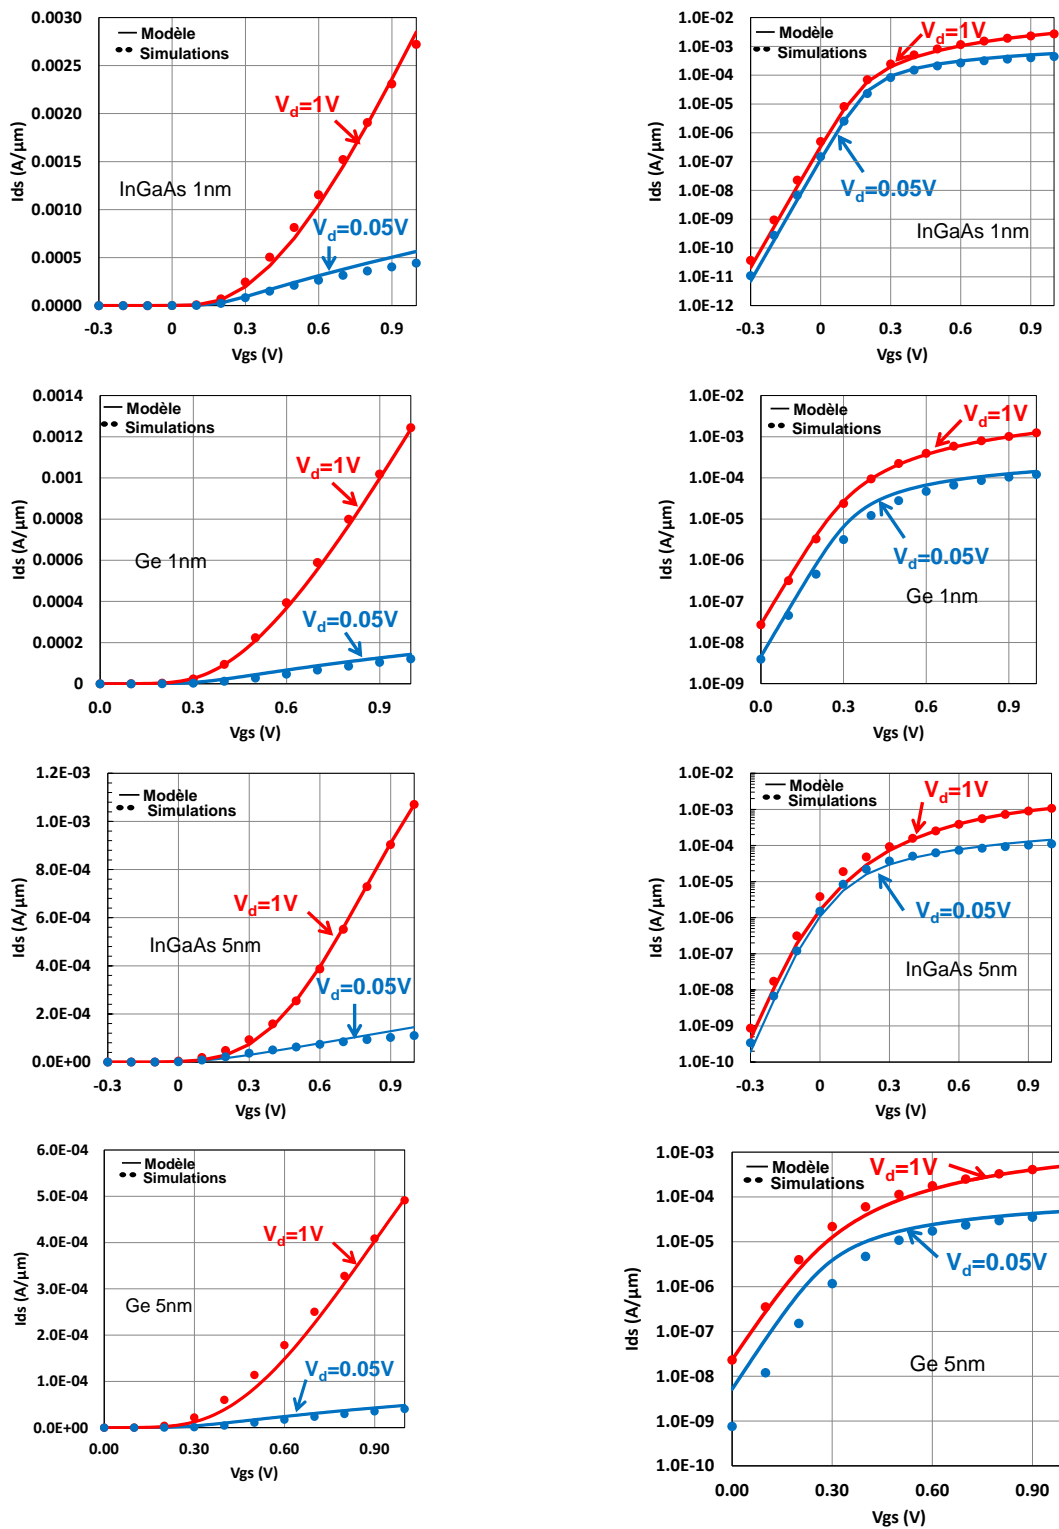 0.0030
0.0025
0.0020
0.0015
0.0010
0.0005
0.0000
Ids (A/µm)
Modèle
Simulations
V_d=1V
InGaAs 1nm
V_d=0.05V
-0.3 0 0.3 0.6 0.9
Vgs (V)
1.0E-02
1.0E-03
1.0E-04
1.0E-05
1.0E-06
1.0E-07
1.0E-08
1.0E-09
1.0E-10
1.0E-11
1.0E-12
Ids (A/µm)
Modèle
Simulations
V_d=1V
V_d=0.05V
InGaAs 1nm
-0.3 0 0.3 0.6 0.9
Vgs (V)
0.0014
0.0012
0.001
0.0008
0.0006
0.0004
0.0002
0
Ids (A/µm)
Modèle
Simulations
V_d=1V
Ge 1nm
V_d=0.05V
0.0 0.3 0.6 0.9
Vgs (V)
1.0E-02
1.0E-03
1.0E-04
1.0E-05
1.0E-06
1.0E-07
1.0E-08
1.0E-09
Ids (A/µm)
Modèle
Simulations
V_d=1V
V_d=0.05V
Ge 1nm
0.0 0.3 0.6 0.9
Vgs (V)
1.2E-03
1.0E-03
8.0E-04
6.0E-04
4.0E-04
2.0E-04
0.0E+00
Ids (A/µm)
Modèle
Simulations
V_d=1V
InGaAs 5nm
V_d=0.05V
-0.3 0 0.3 0.6 0.9
Vgs (V)
1.0E-02
1.0E-03
1.0E-04
1.0E-05
1.0E-06
1.0E-07
1.0E-08
1.0E-09
1.0E-10
Ids (A/µm)
Modèle
Simulations
V_d=1V
V_d=0.05V
InGaAs 5nm
-0.3 0 0.3 0.6 0.9
Vgs (V)
6.0E-04
5.0E-04
4.0E-04
3.0E-04
2.0E-04
1.0E-04
0.0E+00
Ids (A/µm)
Modèle
Simulations
V_d=1V
Ge 5nm
V_d=0.05V
0.00 0.30 0.60 0.90
Vgs (V)
1.0E-03
1.0E-04
1.0E-05
1.0E-06
1.0E-07
1.0E-08
1.0E-09
1.0E-10
Ids (A/µm)
Modèle
Simulations
V_d=1V
V_d=0.05V
Ge 5nm
0.00 0.30 0.60 0.90
Vgs (V)